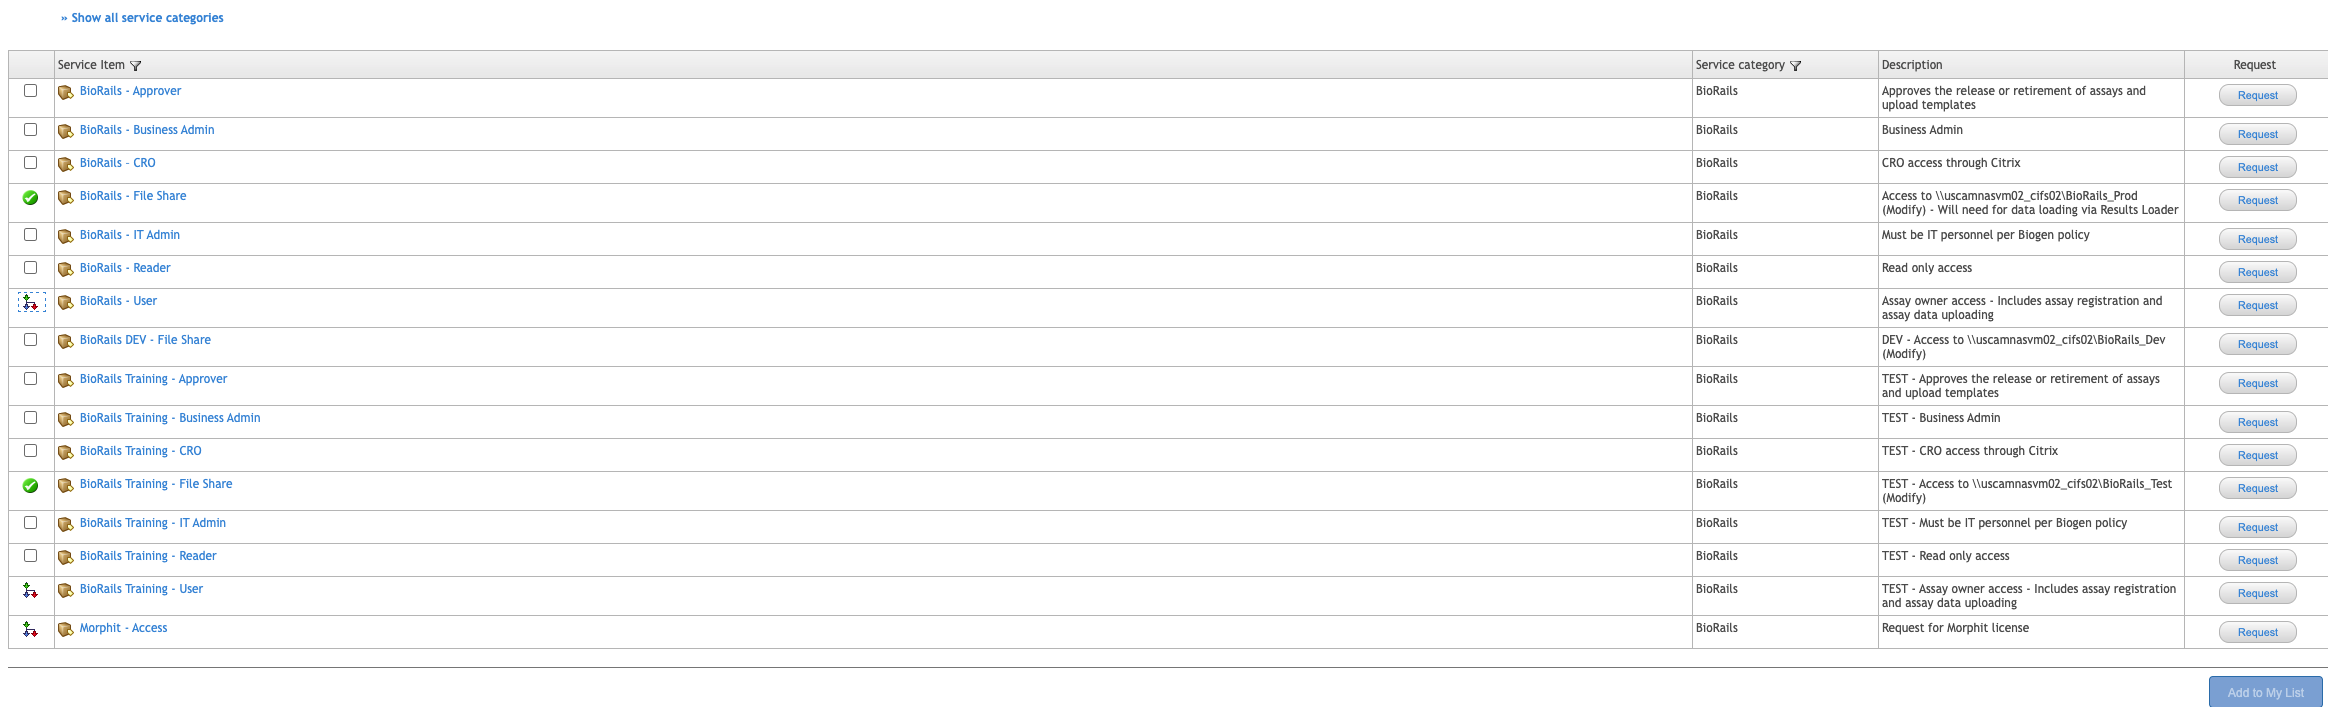 » Show all service categories
Service Item Service category Description Request
BioRails - Approver BioRails Approves the release or retirement of assays and Request
upload templates
BioRails - Business Admin BioRails Business Admin Request
BioRails - CRO BioRails CRO access through Citrix Request
BioRails - File Share BioRails Access to \\uscamnasvm02_cifs02\BioRails_Prod Request
(Modify) - Will need for data loading via Results Loader
BioRails - IT Admin BioRails Must be IT personnel per Biogen policy Request
BioRails - Reader BioRails Read only access Request
BioRails - User BioRails Assay owner access - Includes assay registration and Request
assay data uploading
BioRails DEV - File Share BioRails DEV - Access to \\uscamnasvm02_cifs02\BioRails_Dev Request
(Modify)
BioRails Training - Approver BioRails TEST - Approves the release or retirement of assays Request
and upload templates
BioRails Training - Business Admin BioRails TEST - Business Admin Request
BioRails Training - CRO BioRails TEST - CRO access through Citrix Request
BioRails Training - File Share BioRails TEST - Access to \\uscamnasvm02_cifs02\BioRails_Test Request
(Modify)
BioRails Training - IT Admin BioRails TEST - Must be IT personnel per Biogen policy Request
BioRails Training - Reader BioRails TEST - Read only access Request
BioRails Training - User BioRails TEST - Assay owner access - Includes assay registration Request
and assay data uploading
Morphit - Access BioRails Request for Morphit license Request
Add to My List